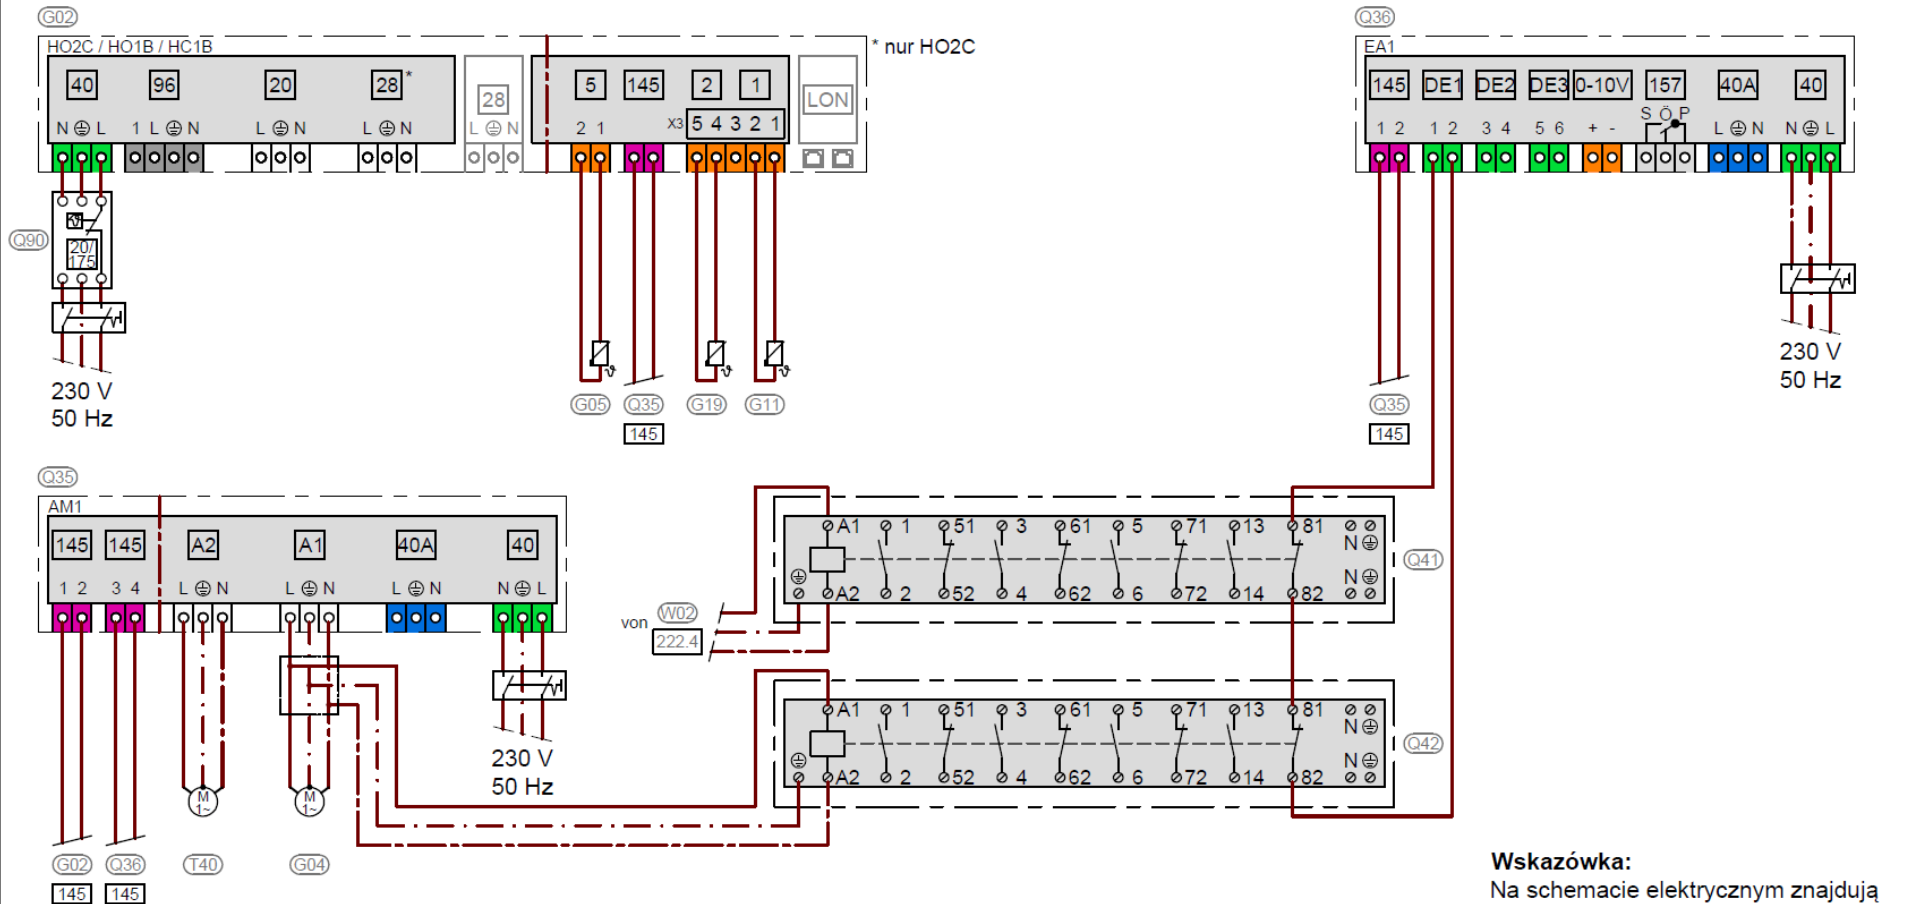 G02
HO2C / HO1B / HC1B
* nur HO2C
40 96 20 28* 28 5 145 2 1 LON
N L 1 L N L N L N L N 2 1 X3 5 4 3 2 1
Q90
20/
175
230 V
50 Hz
G05 Q35 G19 G11
145
Q36
EA1
145 DE1 DE2 DE3 0-10V 157 40A 40
S Ö P
1 2 1 2 3 4 5 6 + - L N N L
Q35
145
230 V
50 Hz
Q35
AM1
145 145 A2 A1 40A 40
1 2 3 4 L N L N L N N L
M
1~
M
1~
230 V
50 Hz
G02 Q36 T40 G04
145 145
von W02
222.4
A1 1 51 3 61 5 71 13 81
N
N
A2 2 52 4 62 6 72 14 82
Q41
A1 1 51 3 61 5 71 13 81
N
N
A2 2 52 4 62 6 72 14 82
Q42
Wskazówka:
Na schemacie elektrycznym znajdują